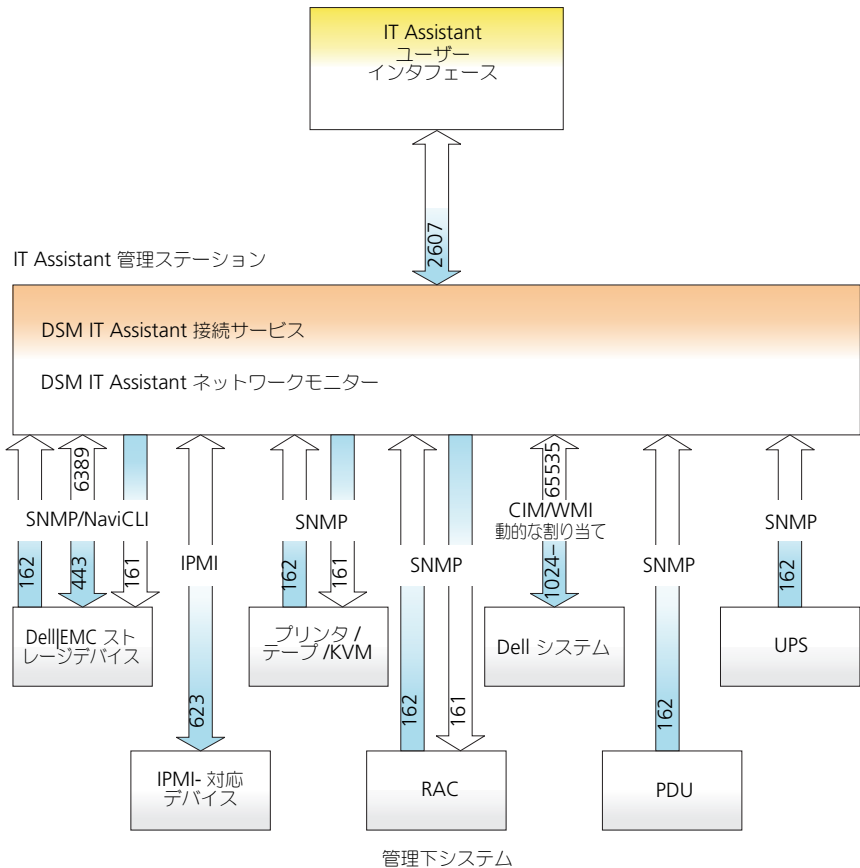 IT Assistant
ユーザー
インタフェース
2607
IT Assistant 管理ステーション
DSM IT Assistant 接続サービス
DSM IT Assistant ネットワークモニター
6389
65535
SNMP/NaviCLI
IPMI
SNMP
SNMP
CIM/WMI
動的な割り当て
SNMP
SNMP
162
443
161
162
161
1024–
162
Dell|EMC スト
レージデバイス
プリンタ /
テープ /KVM
Dell システム
UPS
623
162
161
162
IPMI- 対応
デバイス
RAC
PDU
管理下システム